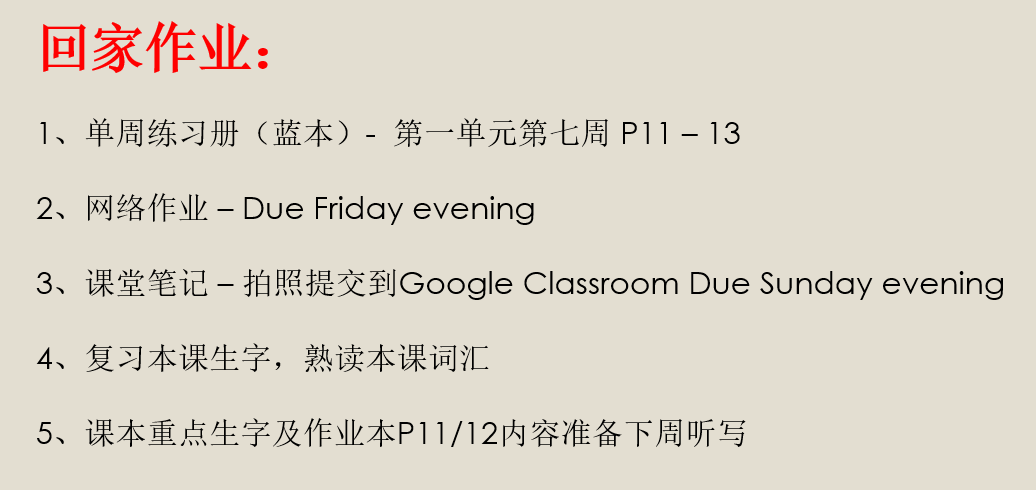 回家作业：
1、单周练习册（蓝本）- 第一单元第七周 P11 – 13
2、网络作业 – Due Friday evening
3、课堂笔记 – 拍照提交到Google Classroom Due Sunday evening
4、复习本课生字，熟读本课词汇
5、课本重点生字及作业本P11/12内容准备下周听写